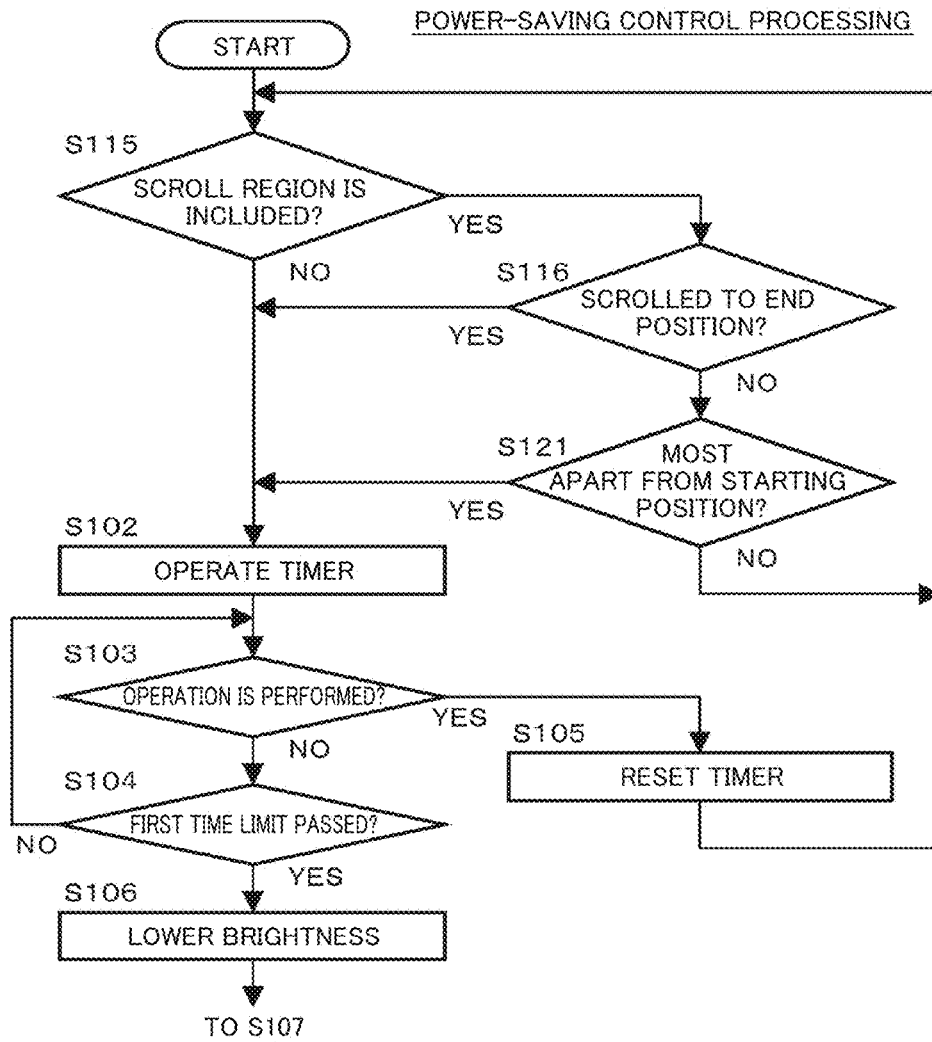 POWER-SAVING CONTROL PROCESSING
START
S115
SCROLL REGION IS
INCLUDED?
YES
NO
S116
SCROLLED TO END
POSITION?
YES
NO
S121
MOST
APART FROM STARTING
POSITION?
YES
NO
S102
OPERATE TIMER
S103
OPERATION IS PERFORMED?
YES
NO
S105
RESET TIMER
S104
FIRST TIME LIMIT PASSED?
NO
YES
S106
LOWER BRIGHTNESS
TO S107